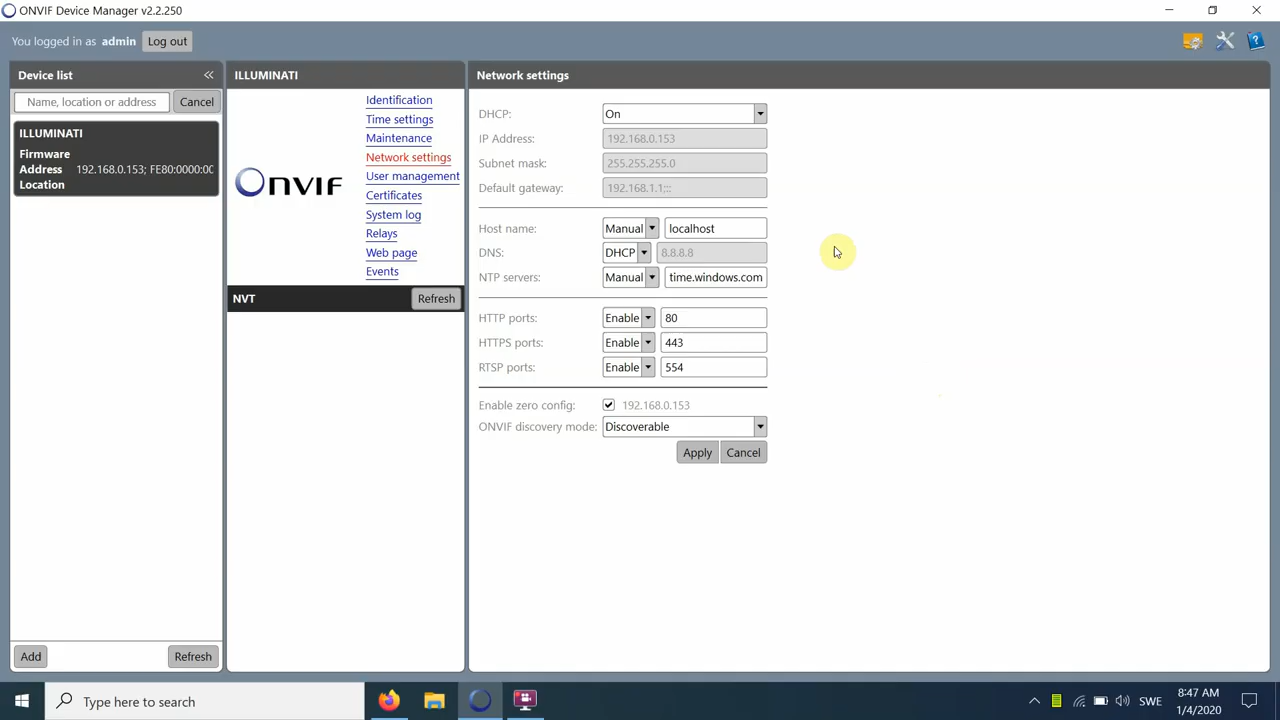 ONVIF Device Manager v2.2.250
You logged in as admin Log out
Device list
Name, location or address Cancel
ILLUMINATI
Firmware
Address 192.168.0.153; FE80:0000:0C
Location
Add Refresh
ILLUMINATI
ONVIF
Identification
Time settings
Maintenance
Network settings
User management
Certificates
System log
Relays
Web page
Events
NVT Refresh
Network settings
DHCP: On
IP Address: 192.168.0.153
Subnet mask: 255.255.255.0
Default gateway: 192.168.1.1;::
Host name: Manual localhost
DNS: DHCP 8.8.8.8
NTP servers: Manual time.windows.com
HTTP ports: Enable 80
HTTPS ports: Enable 443
RTSP ports: Enable 554
Enable zero config: 192.168.0.153
ONVIF discovery mode: Discoverable
Apply Cancel
Type here to search
SWE
8:47 AM
1/4/2020